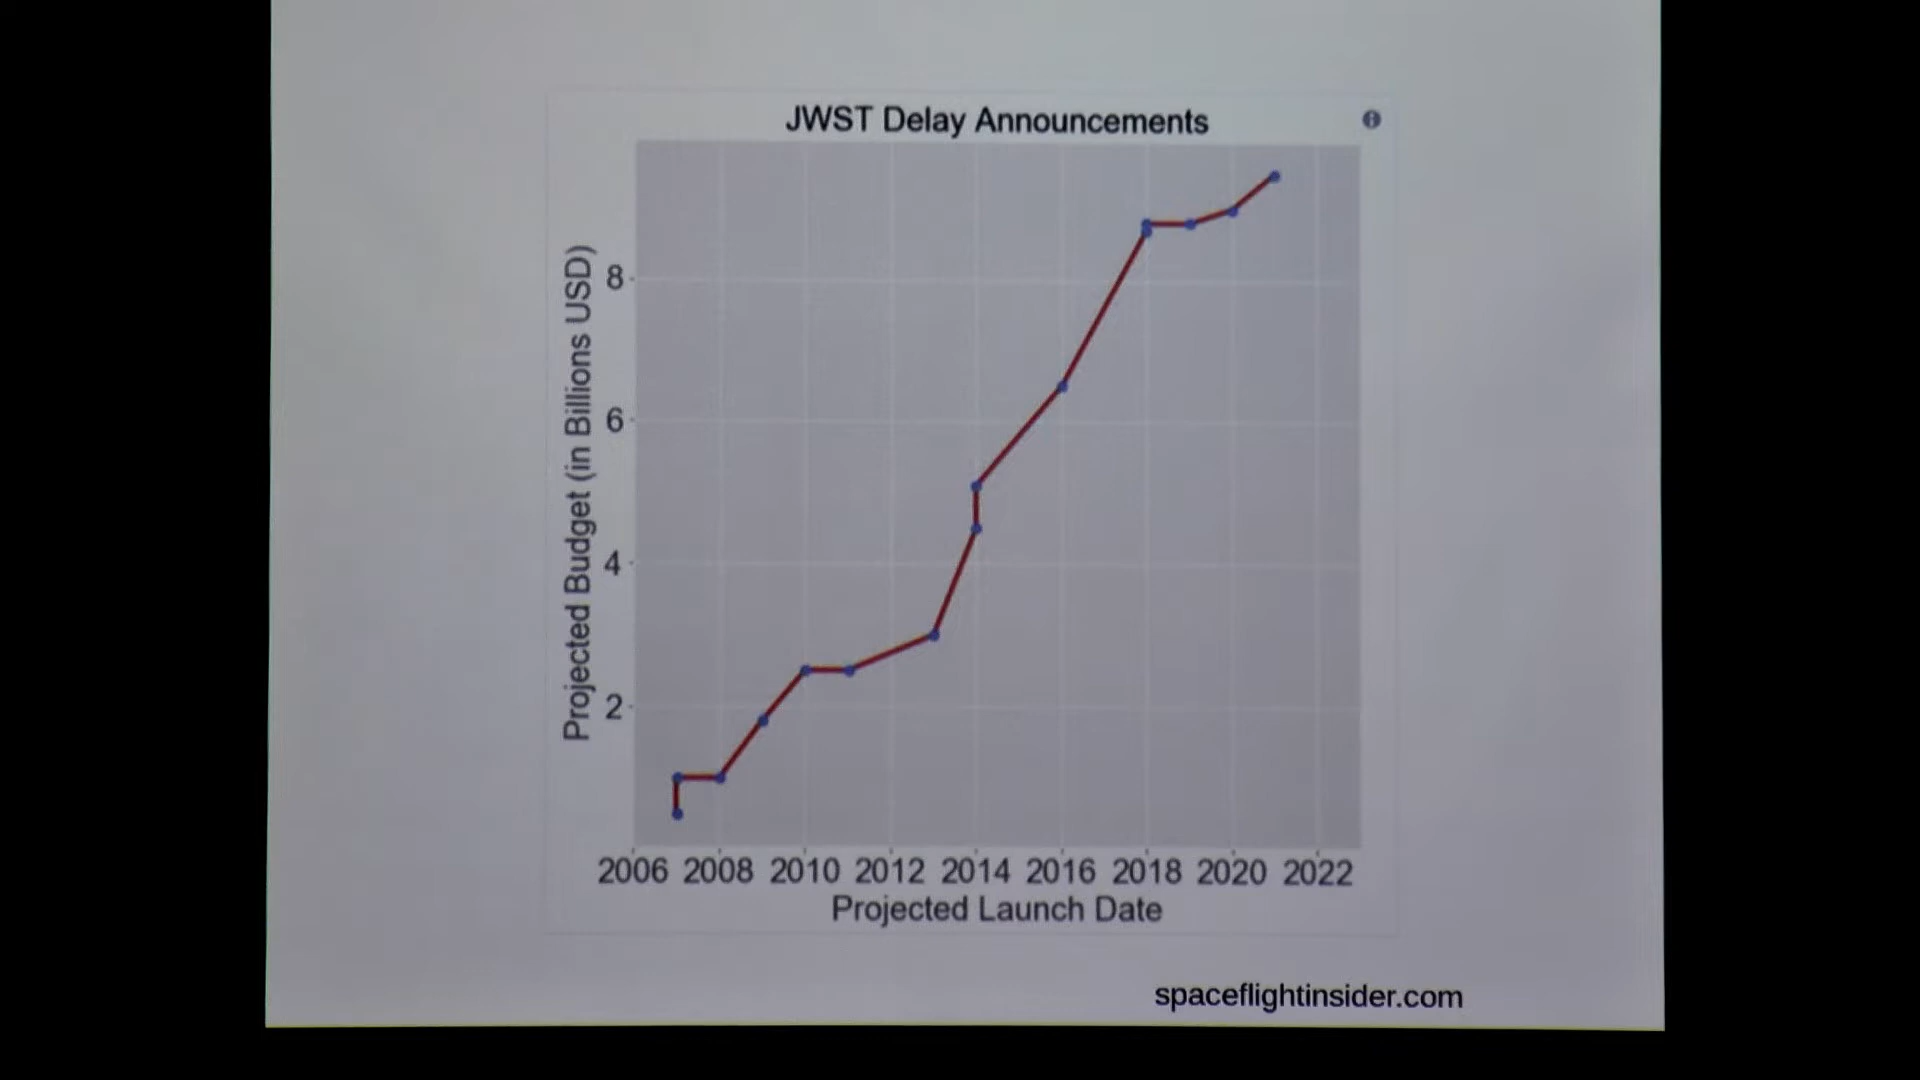 JWST Delay Announcements
Projected Budget (in Billions USD)
8
6
4
2
2006 2008 2010 2012 2014 2016 2018 2020 2022
Projected Launch Date
spaceflightinsider.com